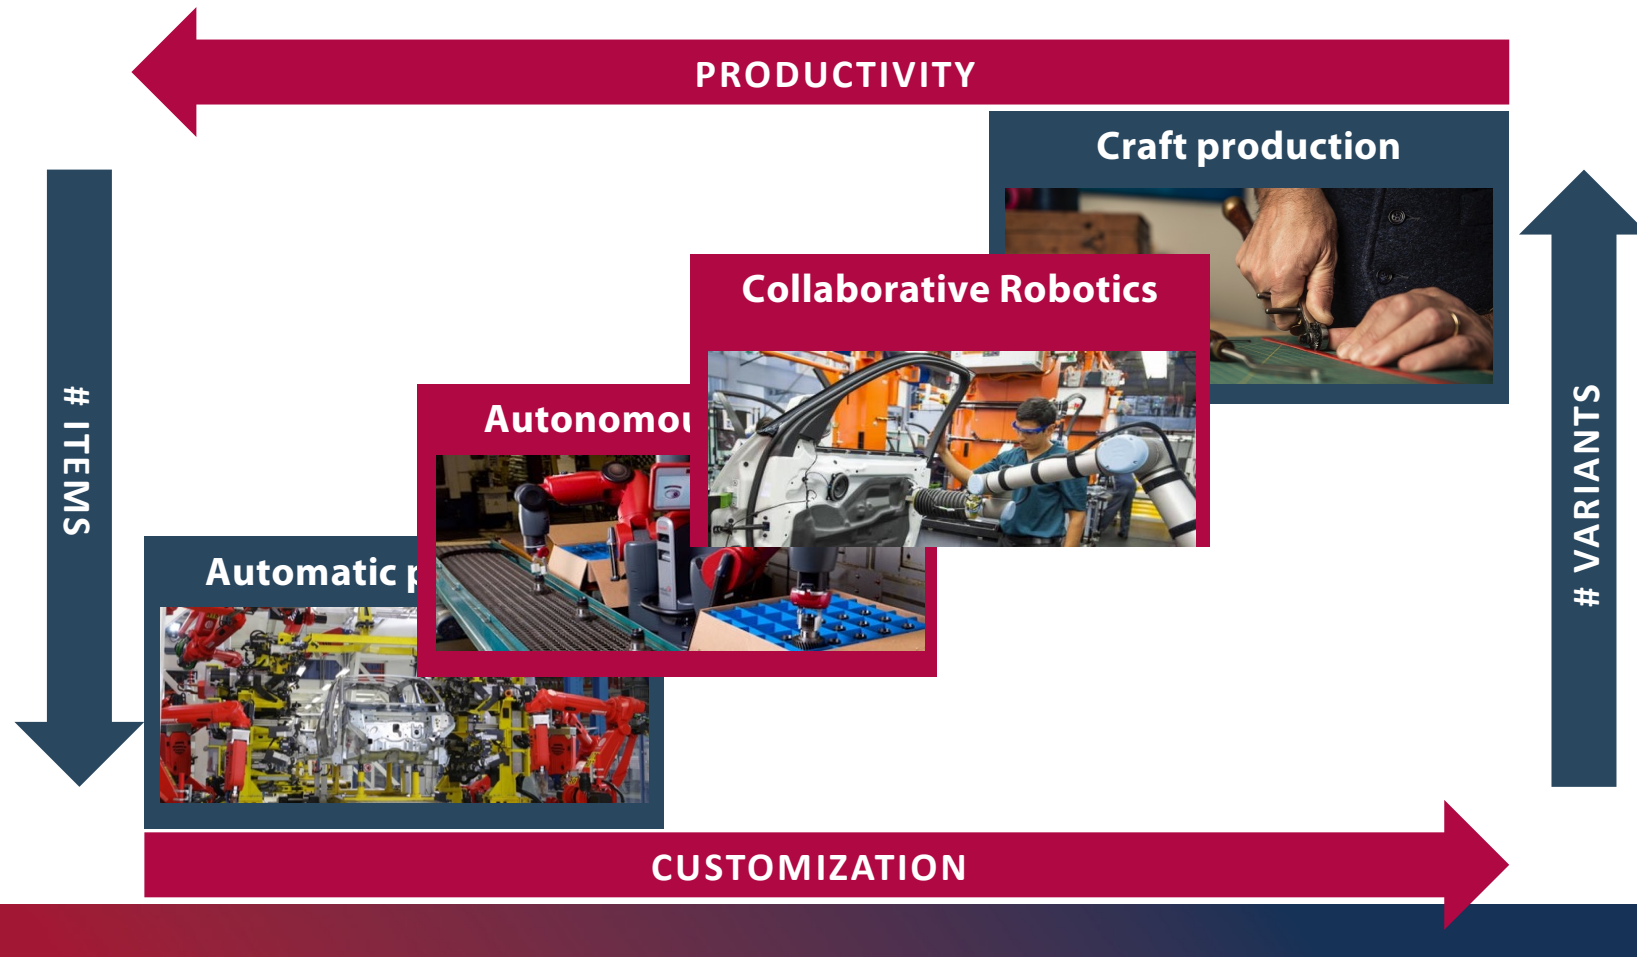 PRODUCTIVITY
Craft production
Collaborative Robotics
# ITEMS
# VARIANTS
Autonomou
Automatic p
CUSTOMIZATION